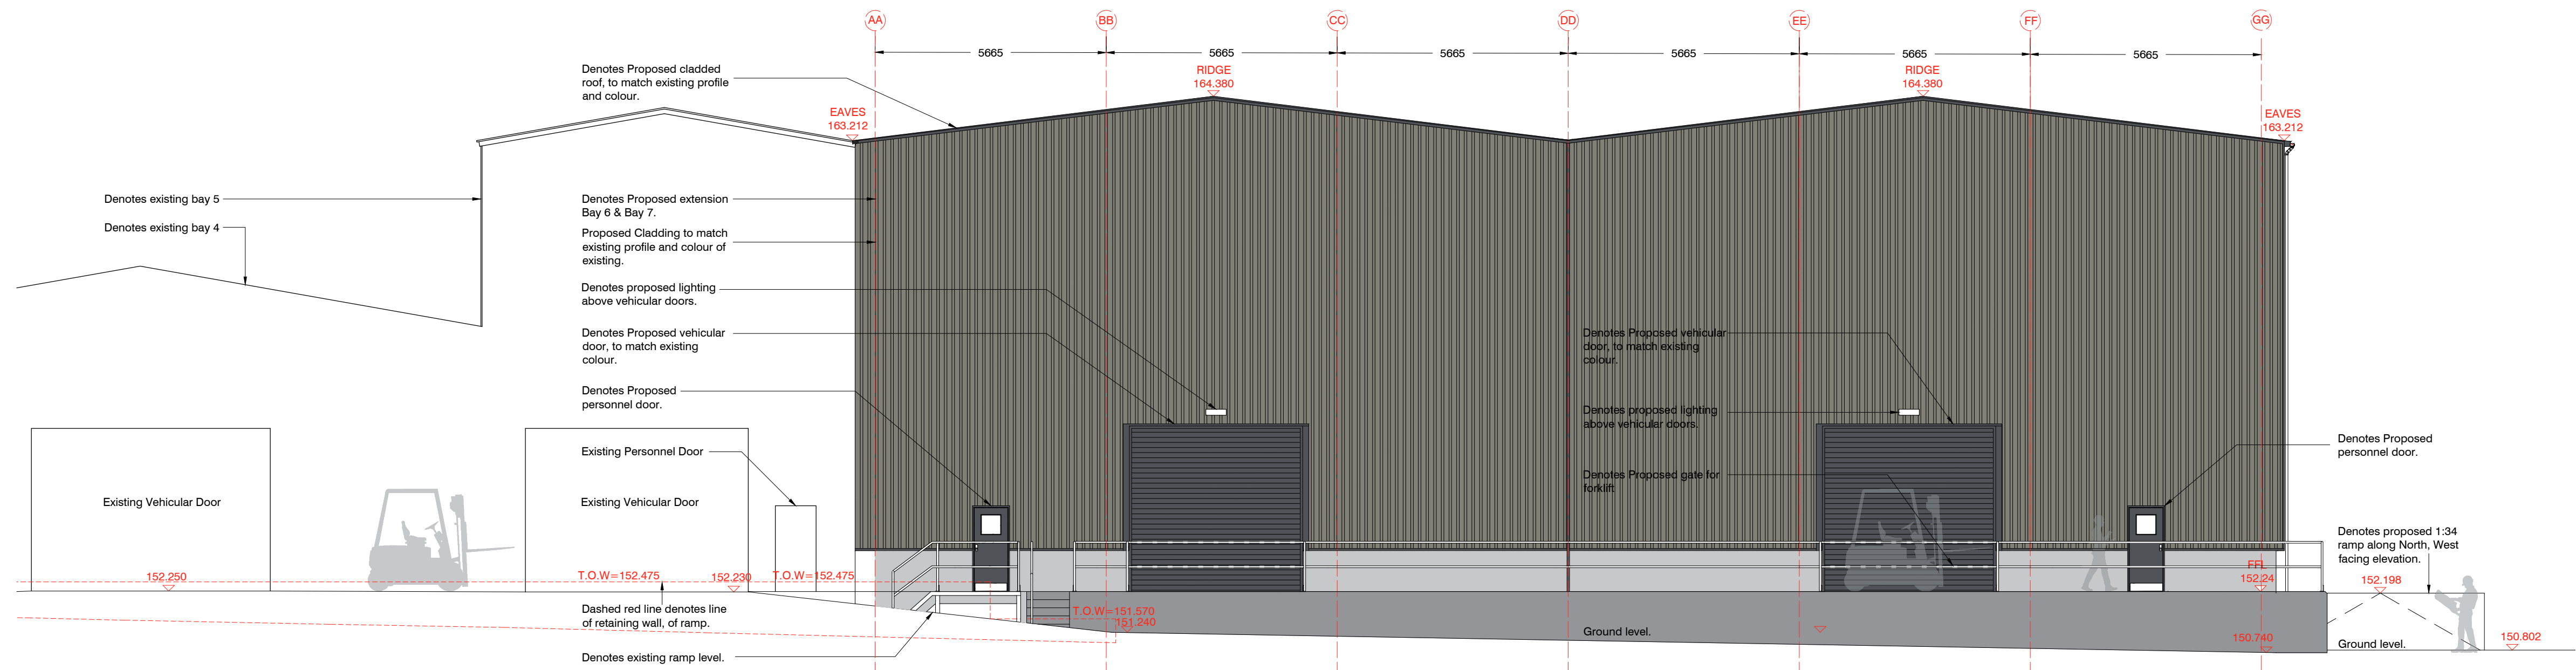 AA
BB
CC
DD
EE
FF
GG
5665
5665
5665
5665
5665
5665
RIDGE
164.380
RIDGE
164.380
EAVES
163.212
EAVES
163.212
Denotes Proposed cladded
roof, to match existing profile
and colour.
Denotes existing bay 5
Denotes existing bay 4
Denotes Proposed extension
Bay 6 & Bay 7.
Proposed Cladding to match
existing profile and colour of
existing.
Denotes proposed lighting
above vehicular doors.
Denotes Proposed vehicular
door, to match existing
colour.
Denotes Proposed
personnel door.
Existing Personnel Door
Existing Vehicular Door
Existing Vehicular Door
Denotes Proposed vehicular
door, to match existing
colour.
Denotes proposed lighting
above vehicular doors.
Denotes Proposed gate for
forklift
Denotes Proposed
personnel door.
Denotes proposed 1:34
ramp along North, West
facing elevation.
152.250
T.O.W=152.475
152.230
T.O.W=152.475
FFL
152.24
152.198
Dashed red line denotes line
of retaining wall, of ramp.
T.O.W=151.570
151.240
Ground level.
150.740
Ground level.
150.802
Denotes existing ramp level.